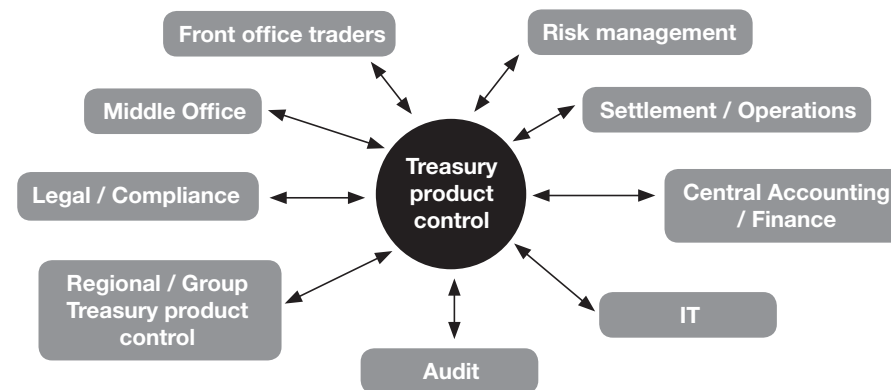 Front office traders
Risk management
Middle Office
Settlement / Operations
Treasury
product
control
Legal / Compliance
Central Accounting
/ Finance
Regional / Group
Treasury product
control
IT
Audit